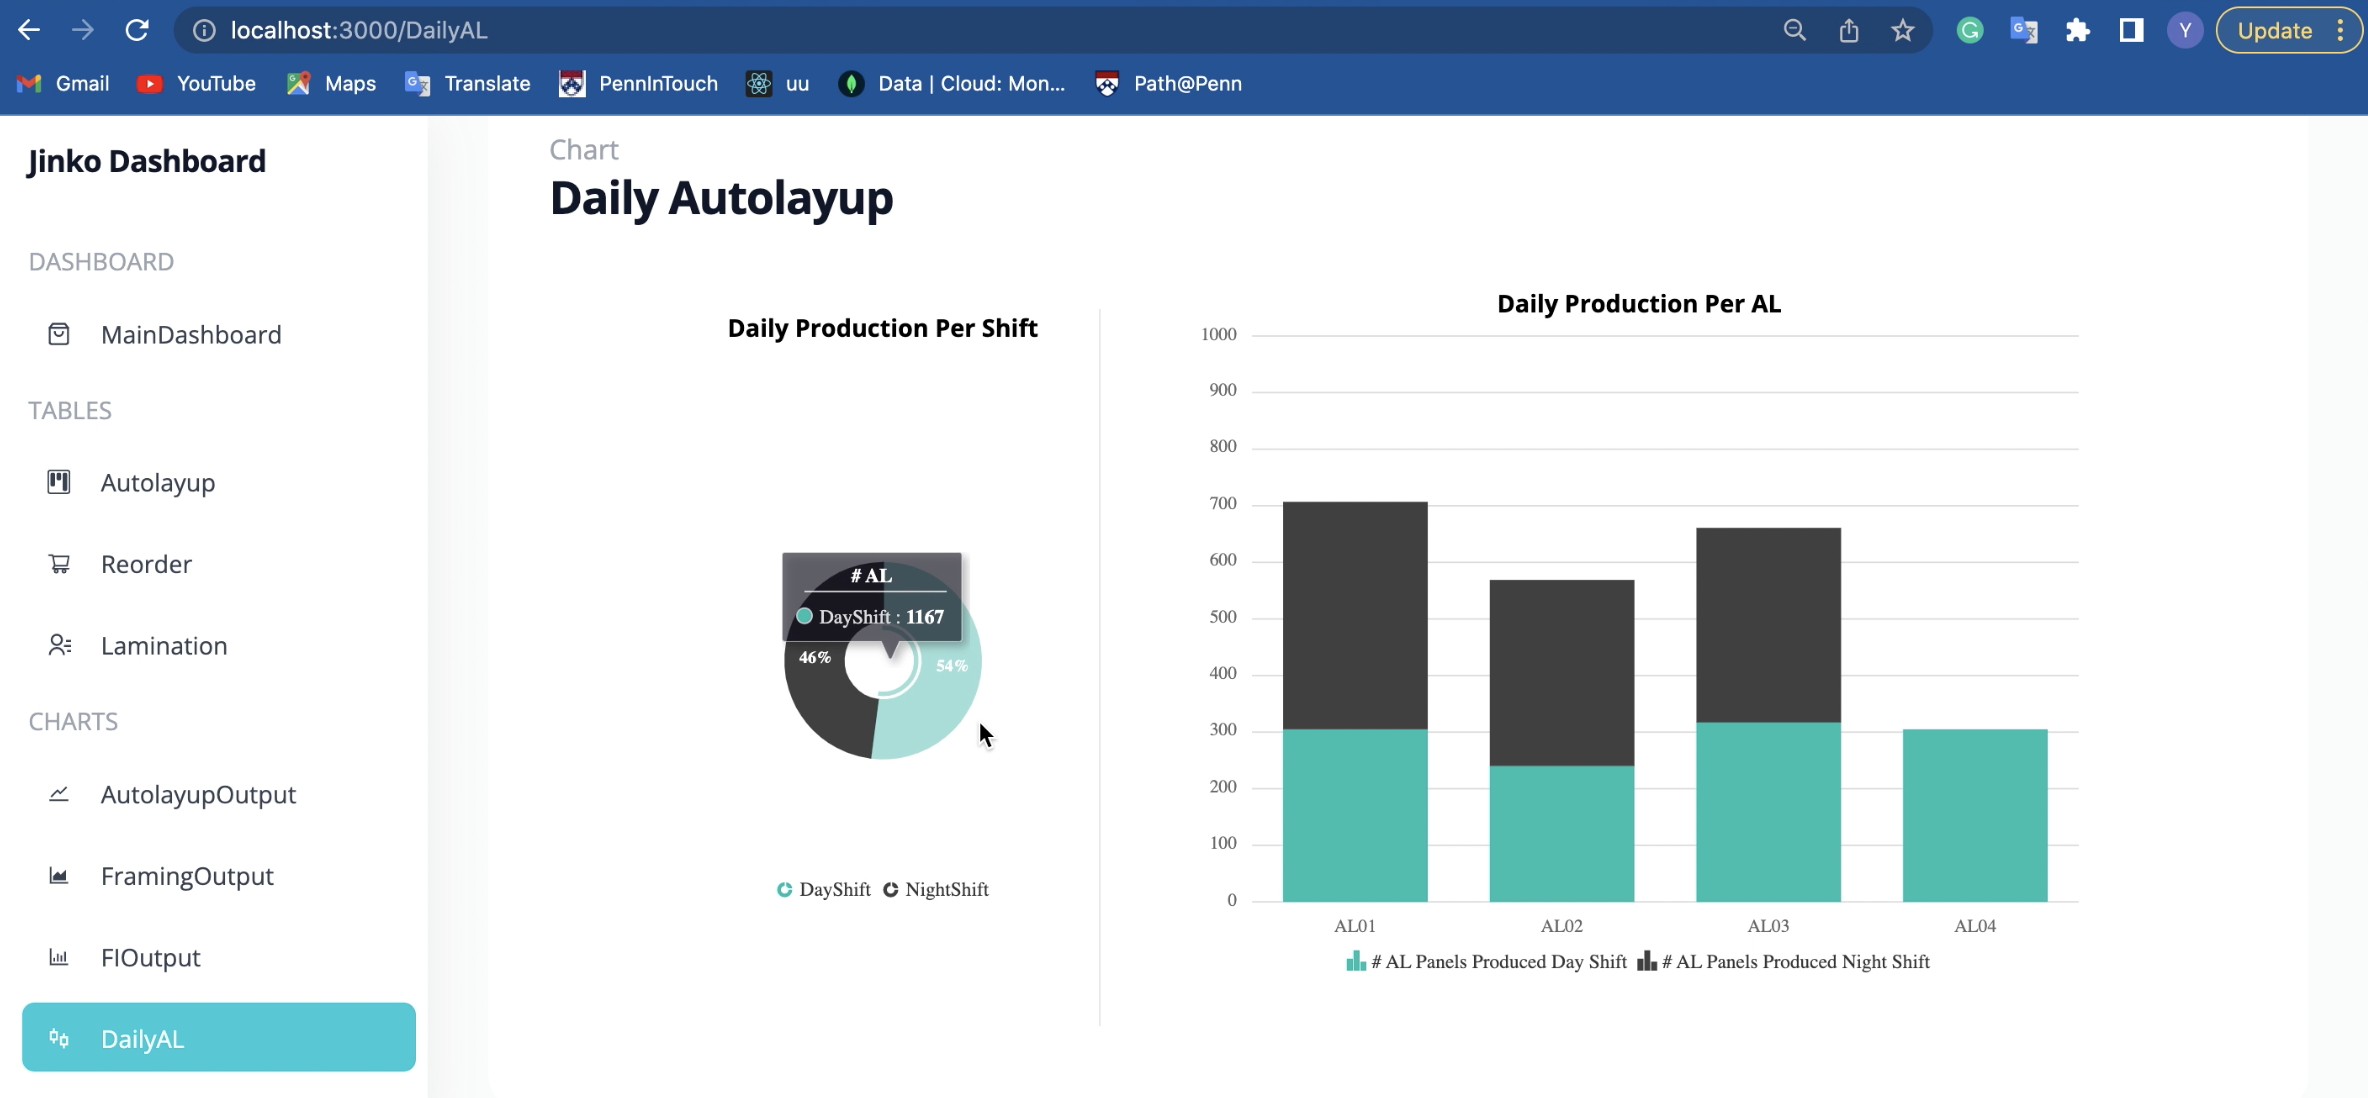 localhost:3000/DailyAL
Y
Update
Gmail
YouTube
Maps
Translate
PennInTouch
uu
Data | Cloud: Mon...
Path@Penn
Jinko Dashboard
DASHBOARD
MainDashboard
TABLES
Autolayup
Reorder
Lamination
CHARTS
AutolayupOutput
FramingOutput
FIOutput
DailyAL
Chart
Daily Autolayup
Daily Production Per Shift
# AL
DayShift : 1167
46%
54%
DayShift
NightShift
Daily Production Per AL
1000
900
800
700
600
500
400
300
200
100
0
AL01
AL02
AL03
AL04
# AL Panels Produced Day Shift
# AL Panels Produced Night Shift